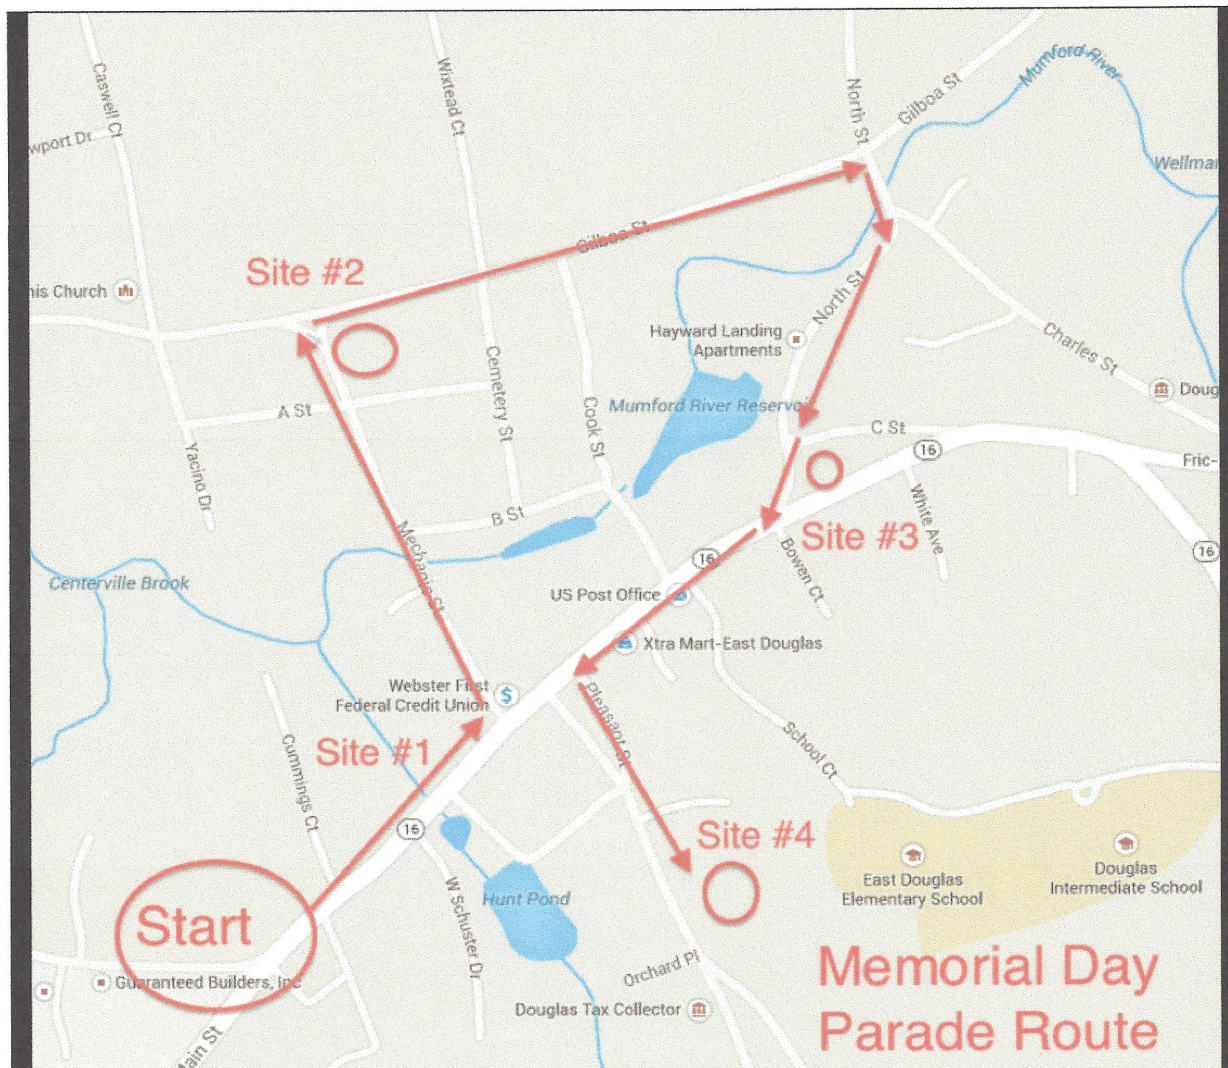 Caswell Ct
Wixtead Ct
North St
Gilboa St
Mumford River
wport Dr
Wellma
Gilboa St
Site #2
his Church
North St
Hayward Landing
Apartments
Charles St
Doug
Cemetery St
A St
Cook St
Mumford River Reservoi
C St
16
Fric-
Yacino Dr
White Ave
B St
Mechanic St
Site #3
16
16
Bowen Ct
Centerville Brook
US Post Office
Xtra Mart-East Douglas
Webster First
Federal Credit Union
$
Pleasant St
Site #1
Cummings Ct
School Ct
16
Site #4
East Douglas
Elementary School
Douglas
Intermediate School
Hunt Pond
W Schuster Dr
Start
Guaranteed Builders, Inc
Orchard Pl
Douglas Tax Collector
Memorial Day
Parade Route
Main St